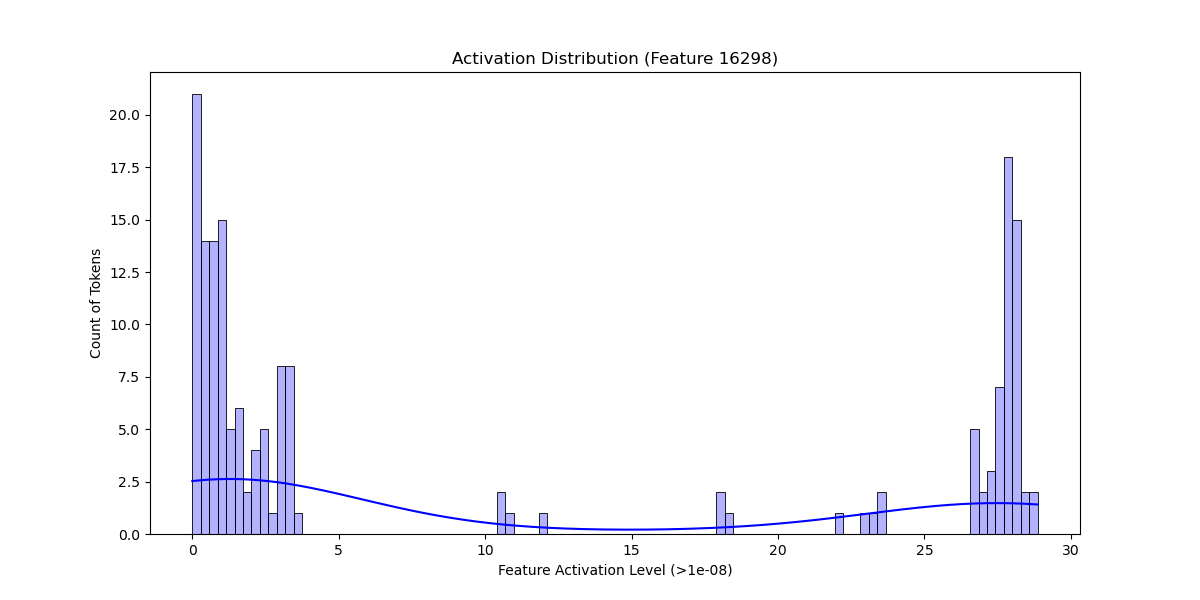 Activation Distribution (Feature 16298)
20.0
17.5
15.0
12.5
10.0
7.5
5.0
2.5
0.0
Count of Tokens
0 5 10 15 20 25 30
Feature Activation Level (>1e-08)